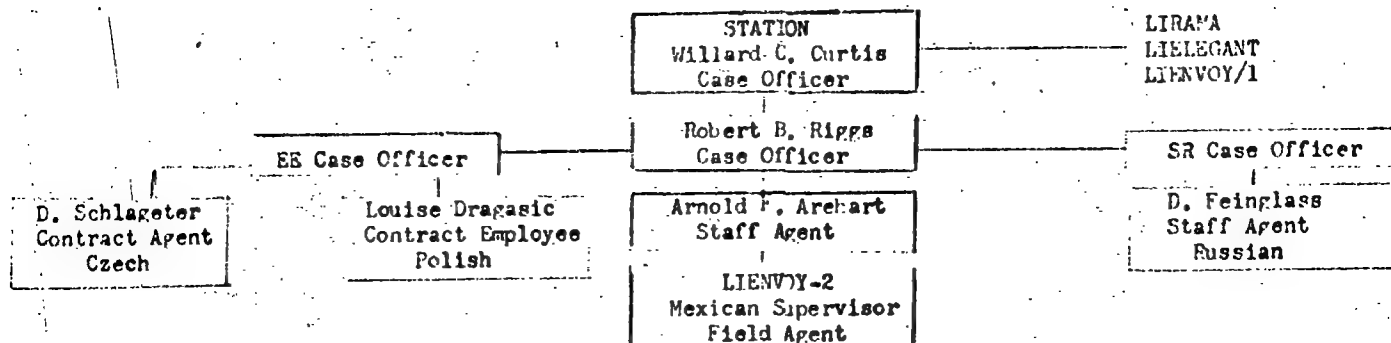 STATION
Willard C. Curtis
Case Officer
LIRAMA
LIELEGANT
LIENVOY/1
Robert B. Riggs
Case Officer
EE Case Officer
SR Case Officer
D. Schlageter
Contract Agent
Czech
Louise Dragasic
Contract Employee
Polish
Arnold F. Arehart
Staff Agent
D. Feinglass
Staff Agent
Russian
LIENVOY-2
Mexican Supervisor
Field Agent